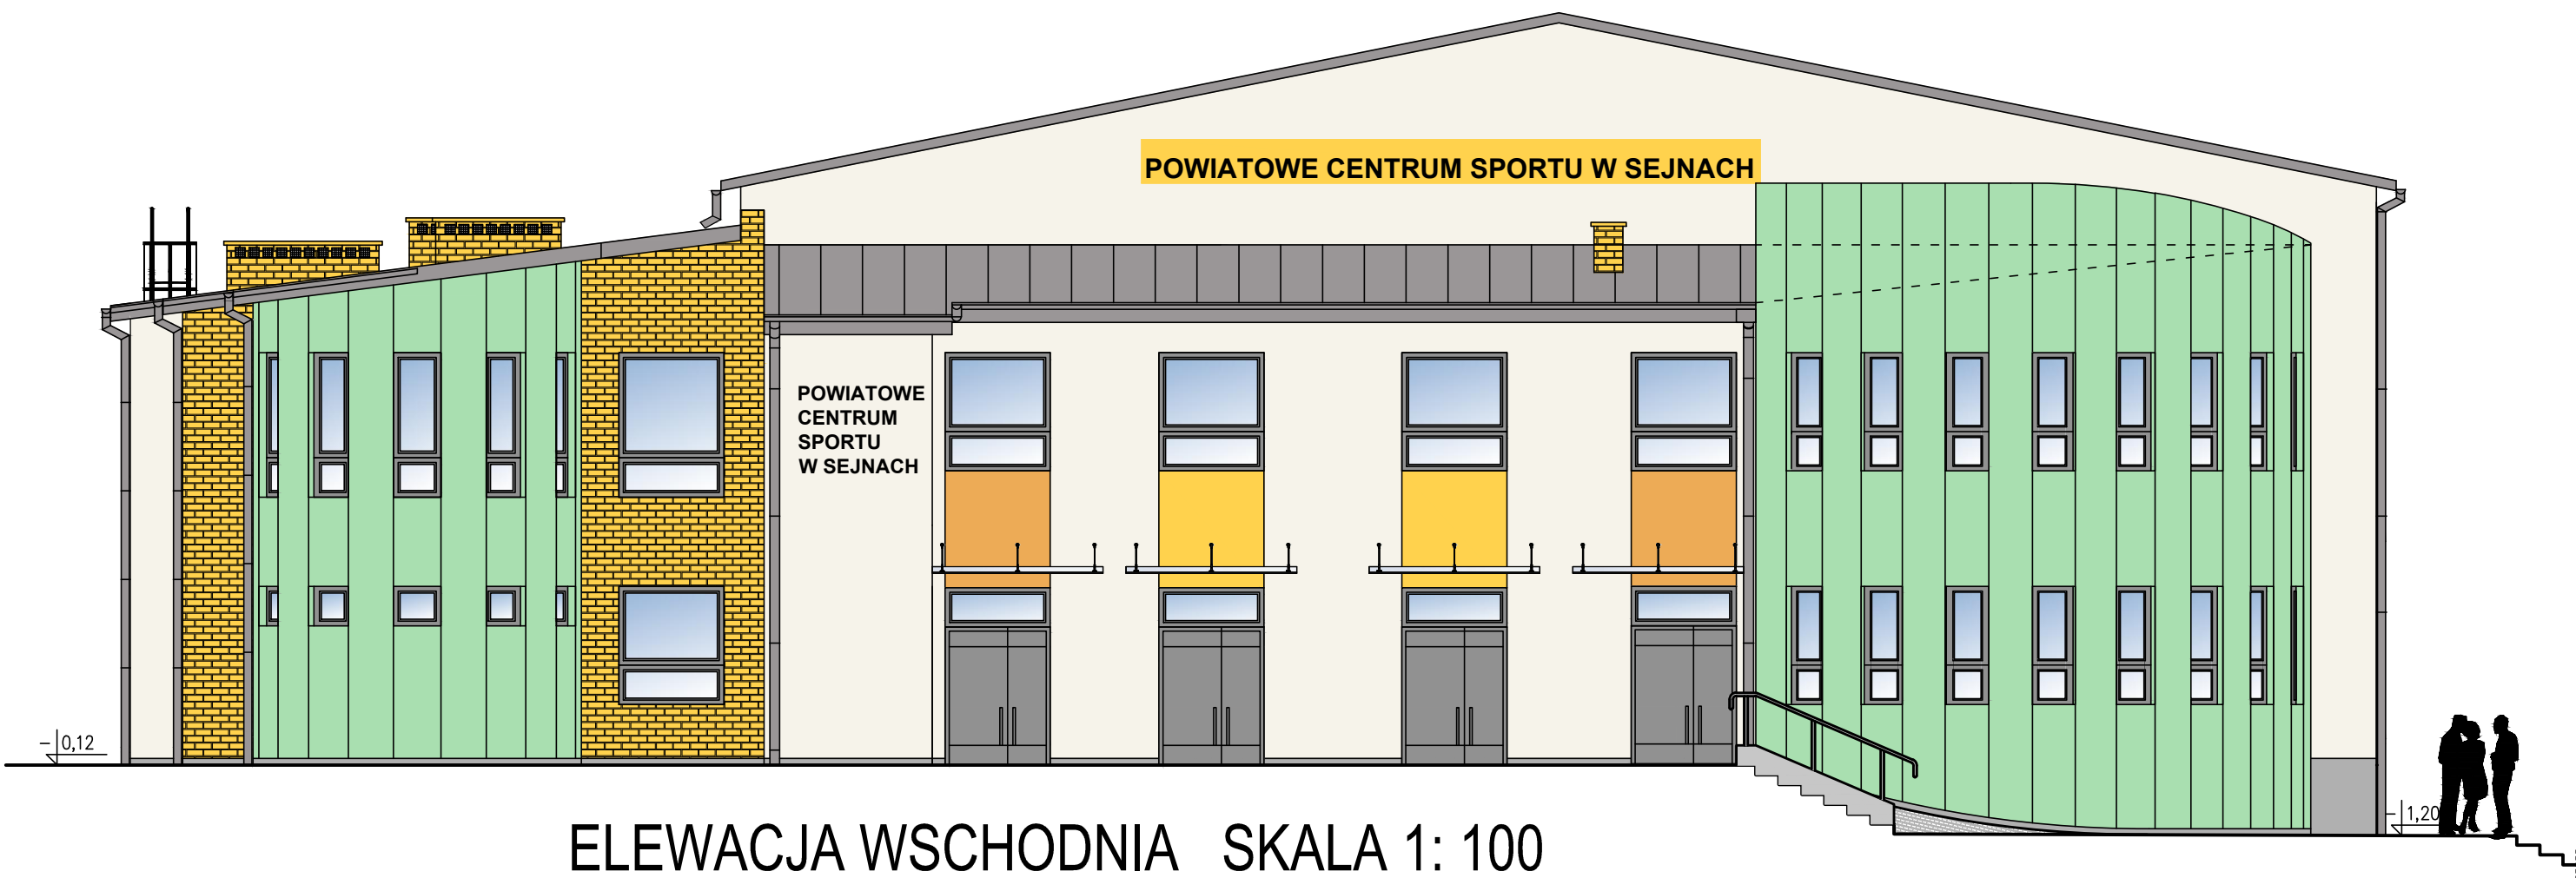 POWIATOWE CENTRUM SPORTU W SEJNACH
POWIATOWE
CENTRUM
SPORTU
W SEJNACH
- 0,12
- 1,20
ELEWACJA WSCHODNIA SKALA 1: 100